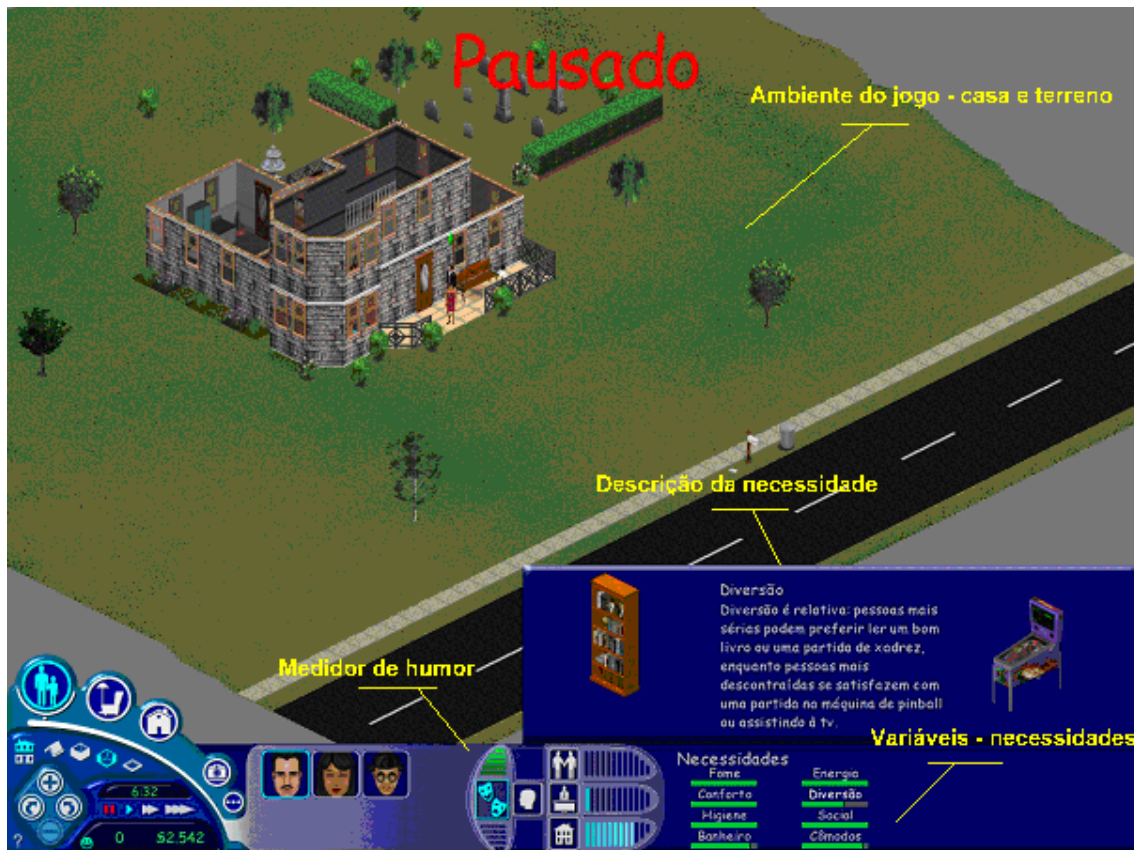 Pausado
Ambiente do jogo - casa e terreno
Descrição da necessidade
Diversão
Diversão é relativa: pessoas mais
sérias podem preferir ler um bom
livro ou uma partida de xadrez,
enquanto pessoas mais
descontraídas se satisfazem com
uma partida na máquina de pinball
ou assistindo à tv.
Medidor de humor
Variáveis - necessidades
Necessidades
Fome Energia
Conforto Diversão
Higiene Social
Banheiro Cômodos
6:32
? 0 $2,542